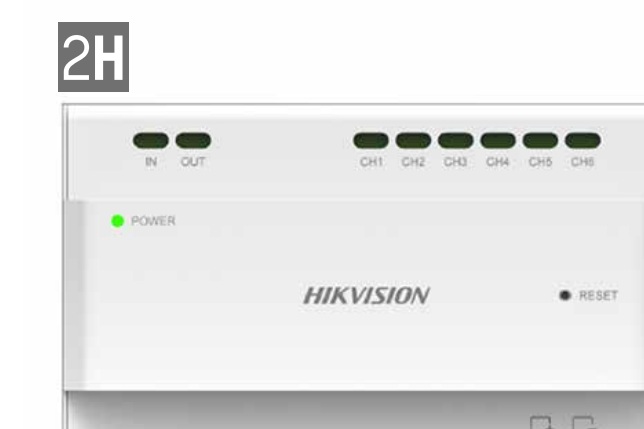 2H
IN OUT CH1 CH2 CH3 CH4 CH5 CH6
POWER
HIKVISION
RESET